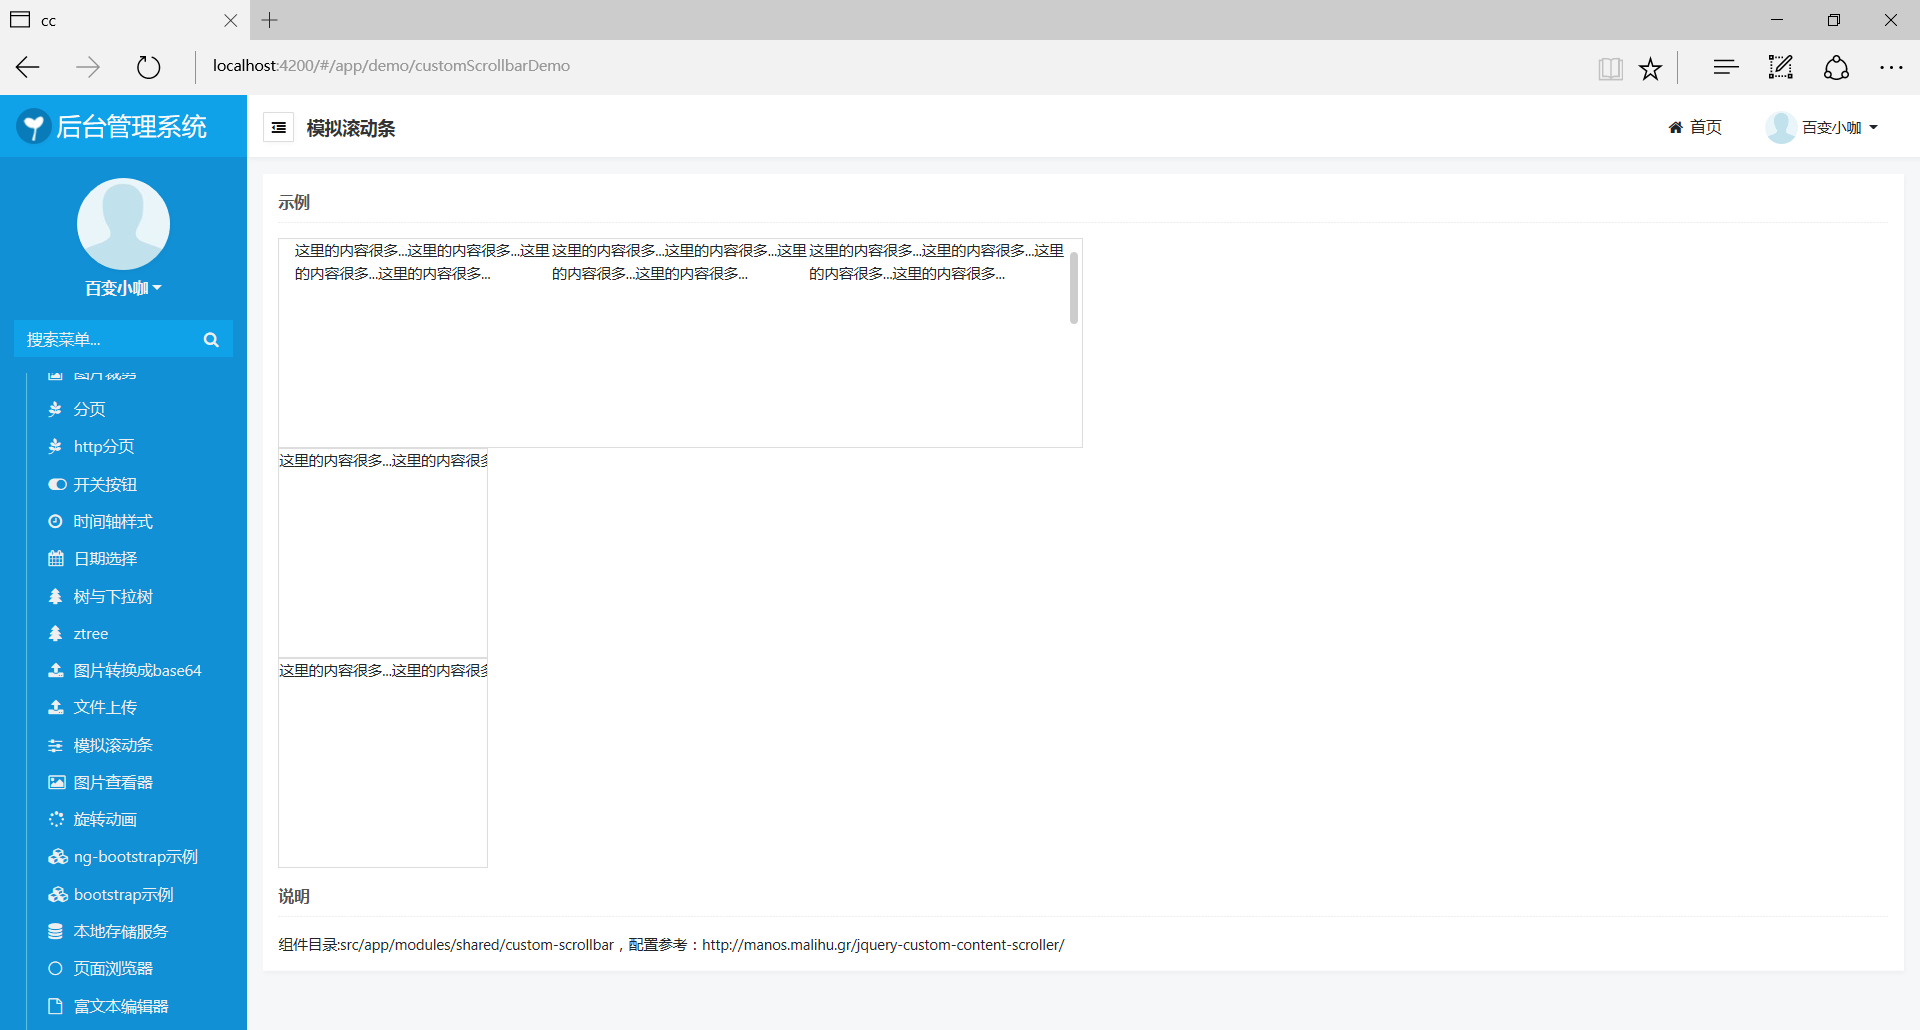 cc
localhost:4200/#/app/demo/customScrollbarDemo
后台管理系统
模拟滚动条
首页
百变小咖
百变小咖
搜索菜单...
图片裁剪
分页
http分页
开关按钮
时间轴样式
日期选择
树与下拉树
ztree
图片转换成base64
文件上传
模拟滚动条
图片查看器
旋转动画
ng-bootstrap示例
bootstrap示例
本地存储服务
页面浏览器
富文本编辑器
示例
这里的内容很多...这里的内容很多...这里
的内容很多...这里的内容很多...
这里的内容很多...这里的内容很多...这里
的内容很多...这里的内容很多...
这里的内容很多...这里的内容很多...这里
的内容很多...这里的内容很多...
这里的内容很多...这里的内容很多
这里的内容很多...这里的内容很多
说明
组件目录:src/app/modules/shared/custom-scrollbar，配置参考：http://manos.malihu.gr/jquery-custom-content-scroller/